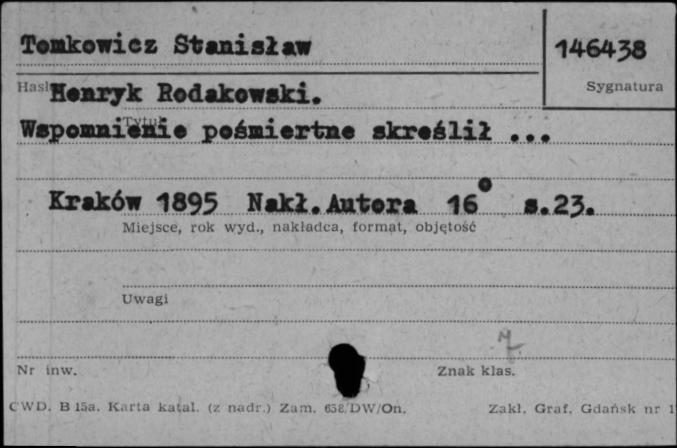 Tomkowicz Stanisław
146438
Hasło
Sygnatura
Henryk Rodakowski.
Tytuł
Wspomnienie pośmiertne skreślił ...
Kraków 1895 Nakł.Autora 16° s.23.
Miejsce, rok wyd., nakładca, format, objętość
Uwagi
Nr inw.
Znak klas.
CWD. B 15a. Karta katal. (z nadr.) Zam. 658/DW/On.
Zakł. Graf. Gdańsk nr 1